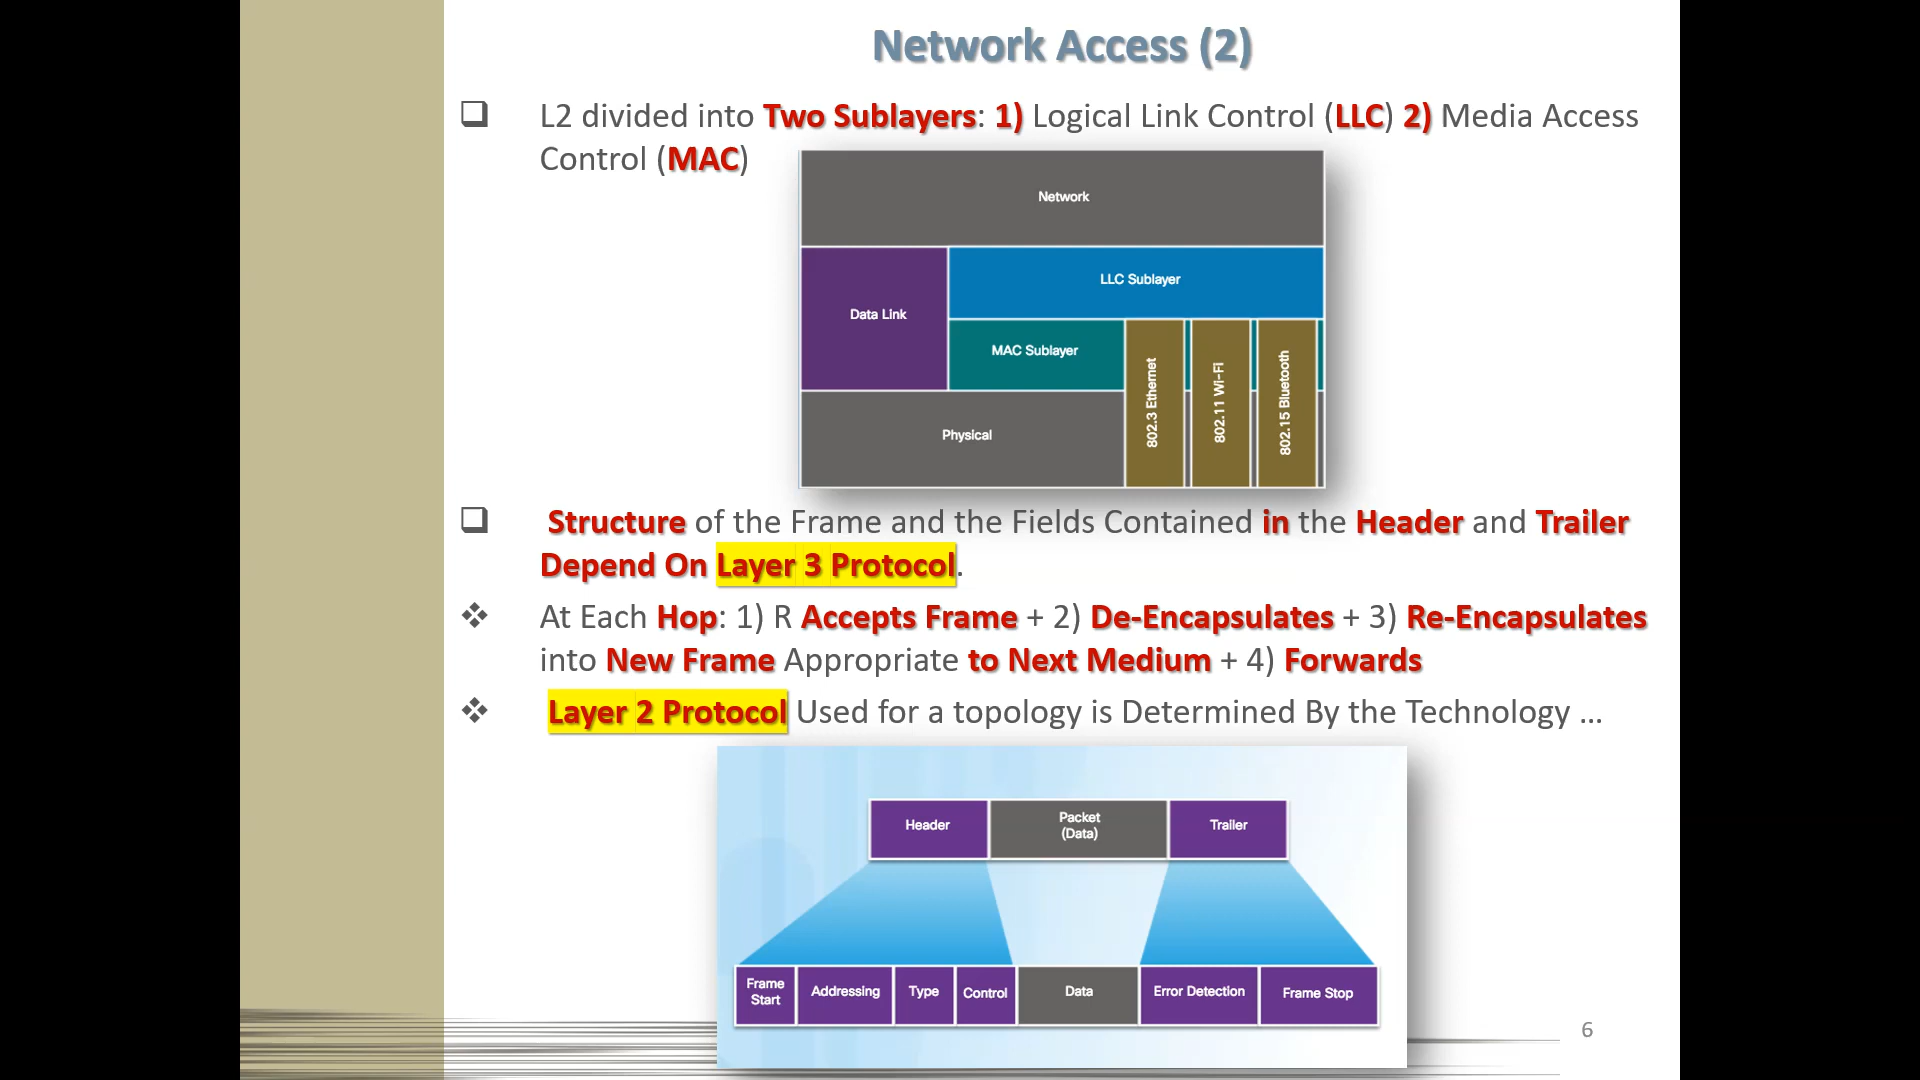 Network Access (2)
L2 divided into Two Sublayers: 1) Logical Link Control (LLC) 2) Media Access
Control (MAC)
Network
Data Link
LLC Sublayer
MAC Sublayer
Physical
802.3 Ethernet
802.11 Wi-Fi
802.15 Bluetooth
Structure of the Frame and the Fields Contained in the Header and Trailer
Depend On Layer 3 Protocol.
At Each Hop: 1) R Accepts Frame + 2) De-Encapsulates + 3) Re-Encapsulates
into New Frame Appropriate to Next Medium + 4) Forwards
Layer 2 Protocol Used for a topology is Determined By the Technology ...
Header
Packet
(Data)
Trailer
Frame
Start
Addressing
Type
Control
Data
Error Detection
Frame Stop
6